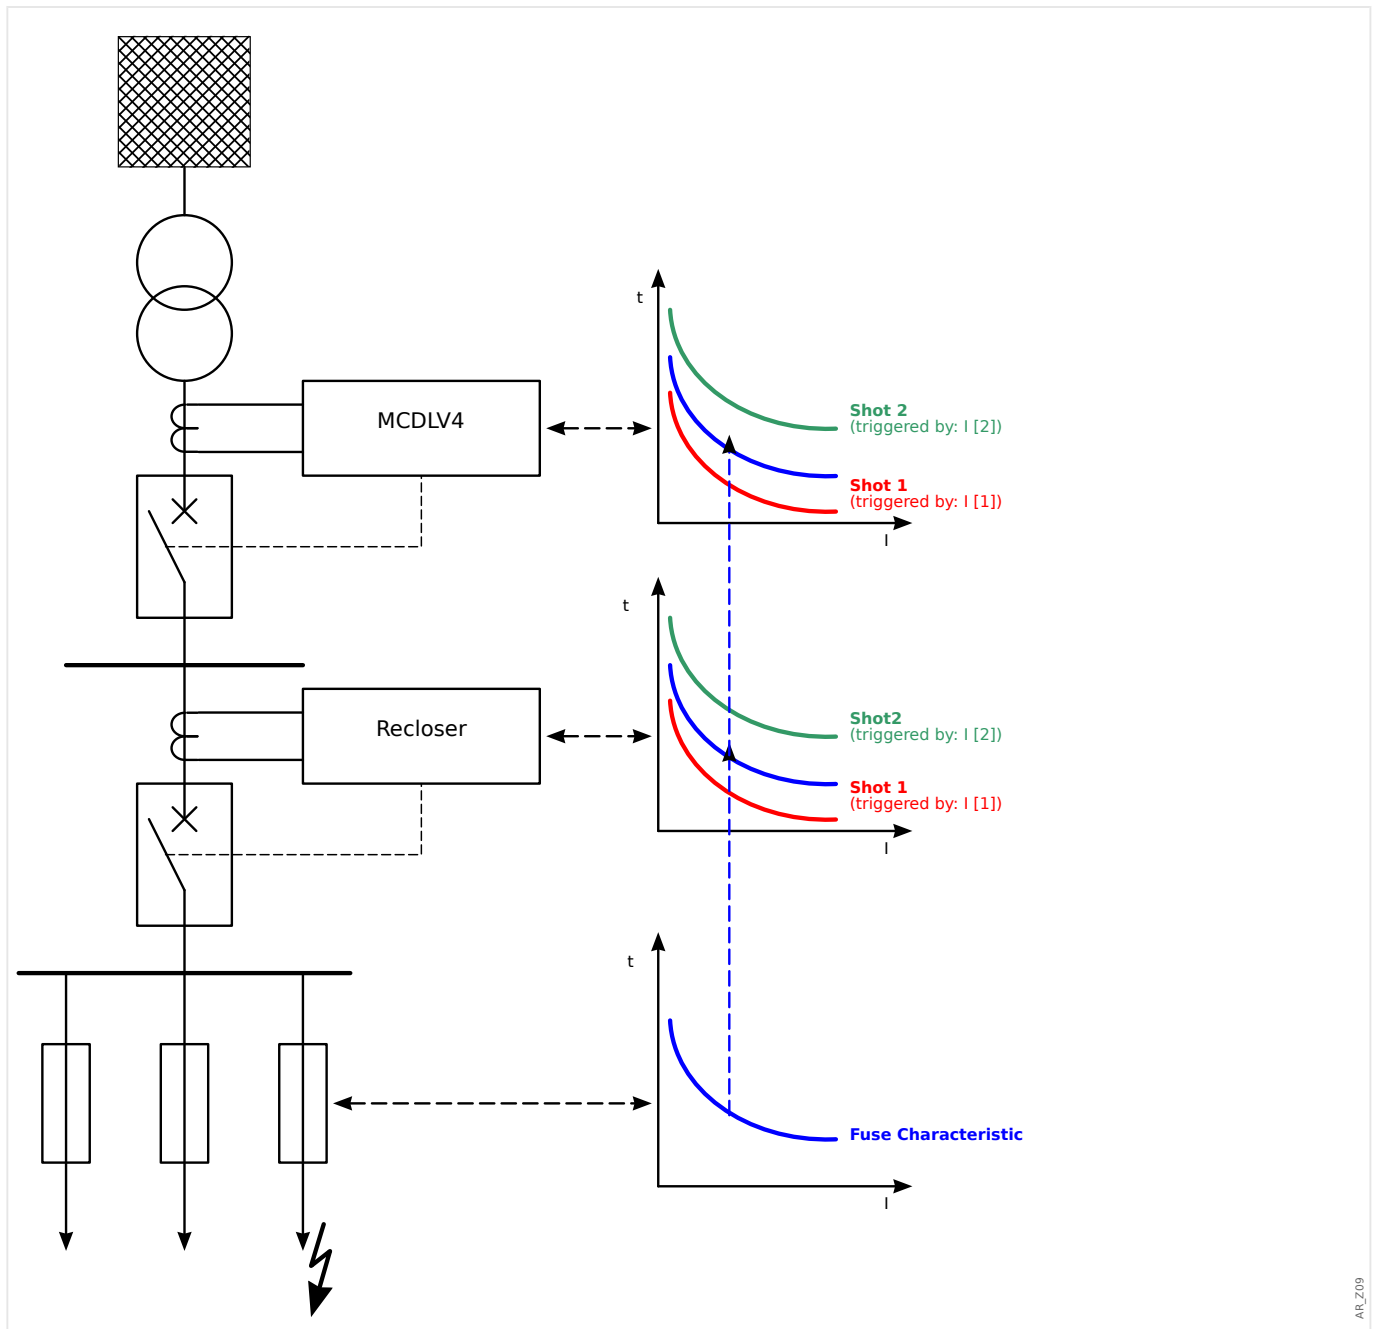 t
MCDLV4
Shot 2
(triggered by: I [2])
Shot 1
(triggered by: I [1])
I
t
Recloser
Shot2
(triggered by: I [2])
Shot 1
(triggered by: I [1])
I
t
Fuse Characteristic
I
AR_Z09